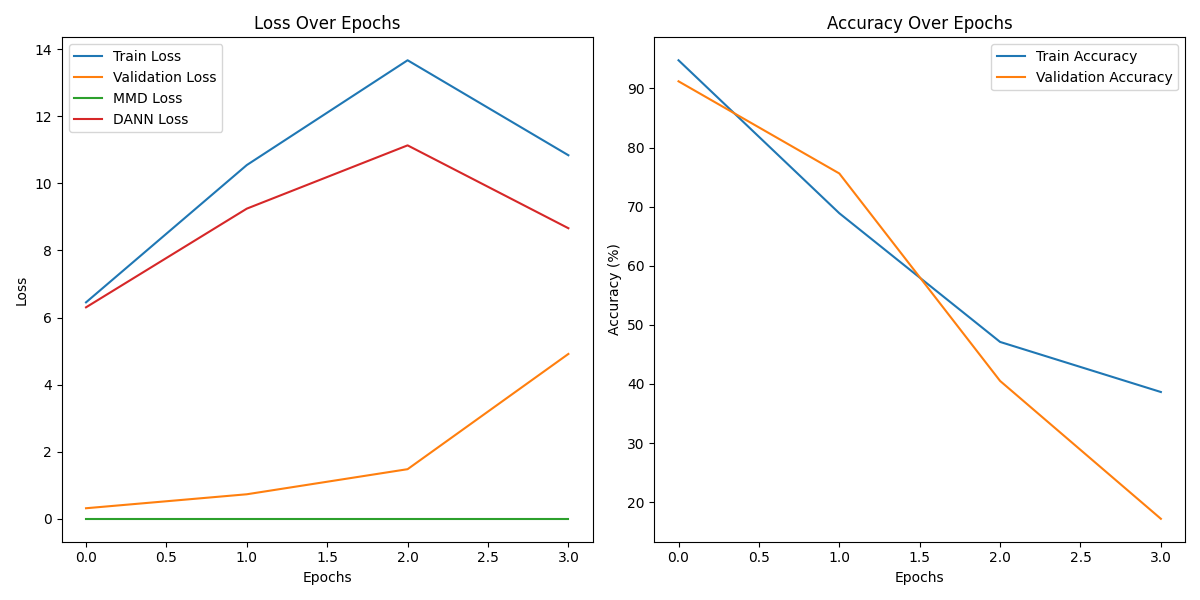 Loss Over Epochs
Train Loss
Validation Loss
MMD Loss
DANN Loss
14
12
10
8
6
4
2
0
Loss
0.0 0.5 1.0 1.5 2.0 2.5 3.0
Epochs
Accuracy Over Epochs
Train Accuracy
Validation Accuracy
90
80
70
60
50
40
30
20
Accuracy (%)
0.0 0.5 1.0 1.5 2.0 2.5 3.0
Epochs